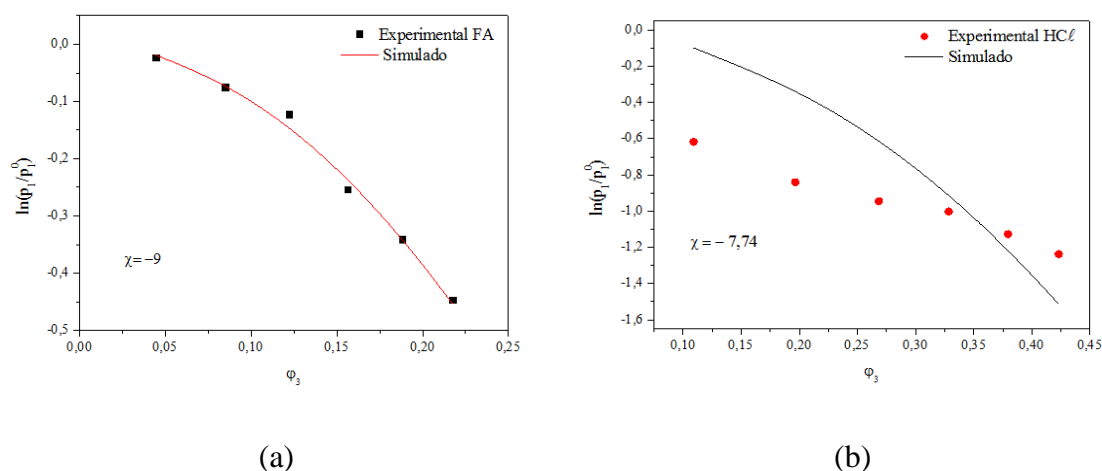 0,0
-0,1
-0,2
-0,3
-0,4
-0,5
ln(p₁/p₁⁰)
Experimental FA
Simulado
χ= −9
0,00 0,05 0,10 0,15 0,20 0,25
φ₃
(a)
0,0
-0,2
-0,4
-0,6
-0,8
-1,0
-1,2
-1,4
-1,6
ln(p₁/p₁⁰)
Experimental HCℓ
Simulado
χ = − 7,74
0,10 0,15 0,20 0,25 0,30 0,35 0,40 0,45
φ₃
(b)